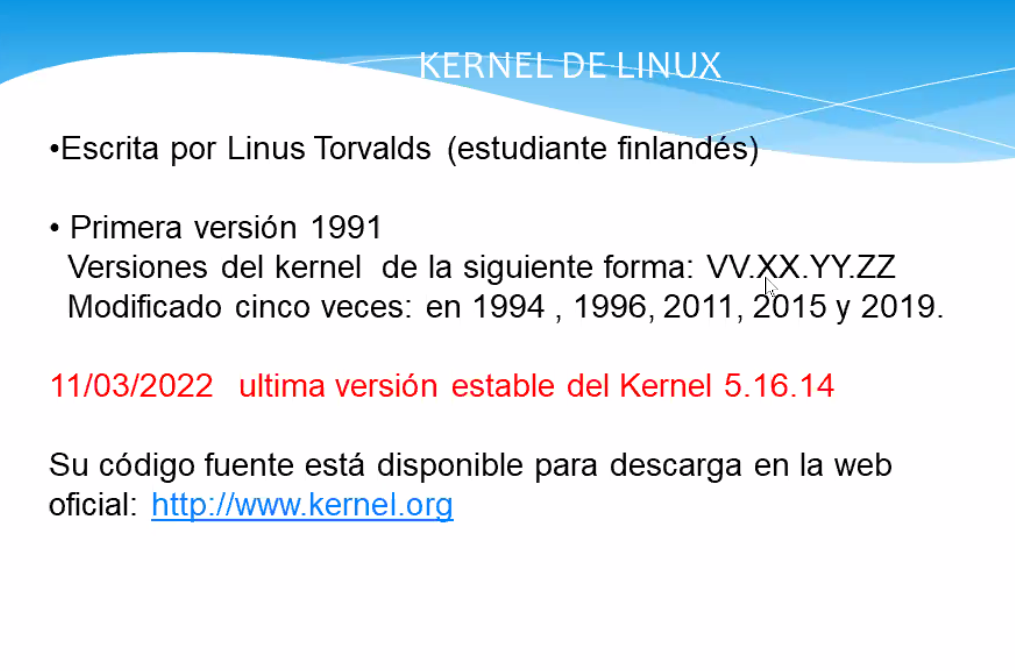 KERNEL DE LINUX
•Escrita por Linus Torvalds (estudiante finlandés)
• Primera versión 1991
Versiones del kernel de la siguiente forma: VV.XX.YY.ZZ
Modificado cinco veces: en 1994 , 1996, 2011, 2015 y 2019.
11/03/2022 ultima versión estable del Kernel 5.16.14
Su código fuente está disponible para descarga en la web
oficial: http://www.kernel.org